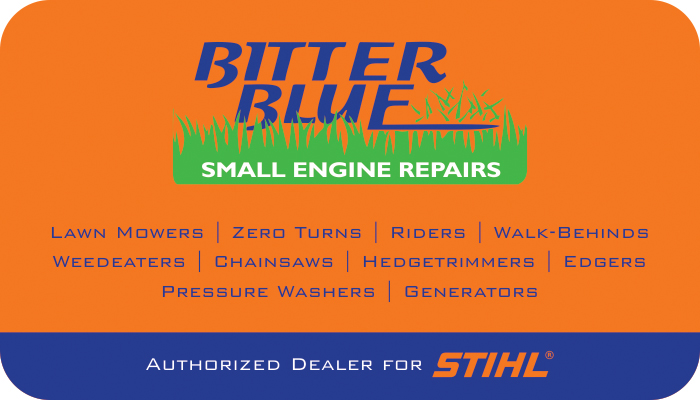 BITTER
BLUE
SMALL ENGINE REPAIRS
Lawn Mowers | Zero Turns | Riders | Walk-Behinds
Weedeaters | Chainsaws | Hedgetrimmers | Edgers
Pressure Washers | Generators
Authorized Dealer for STIHL®